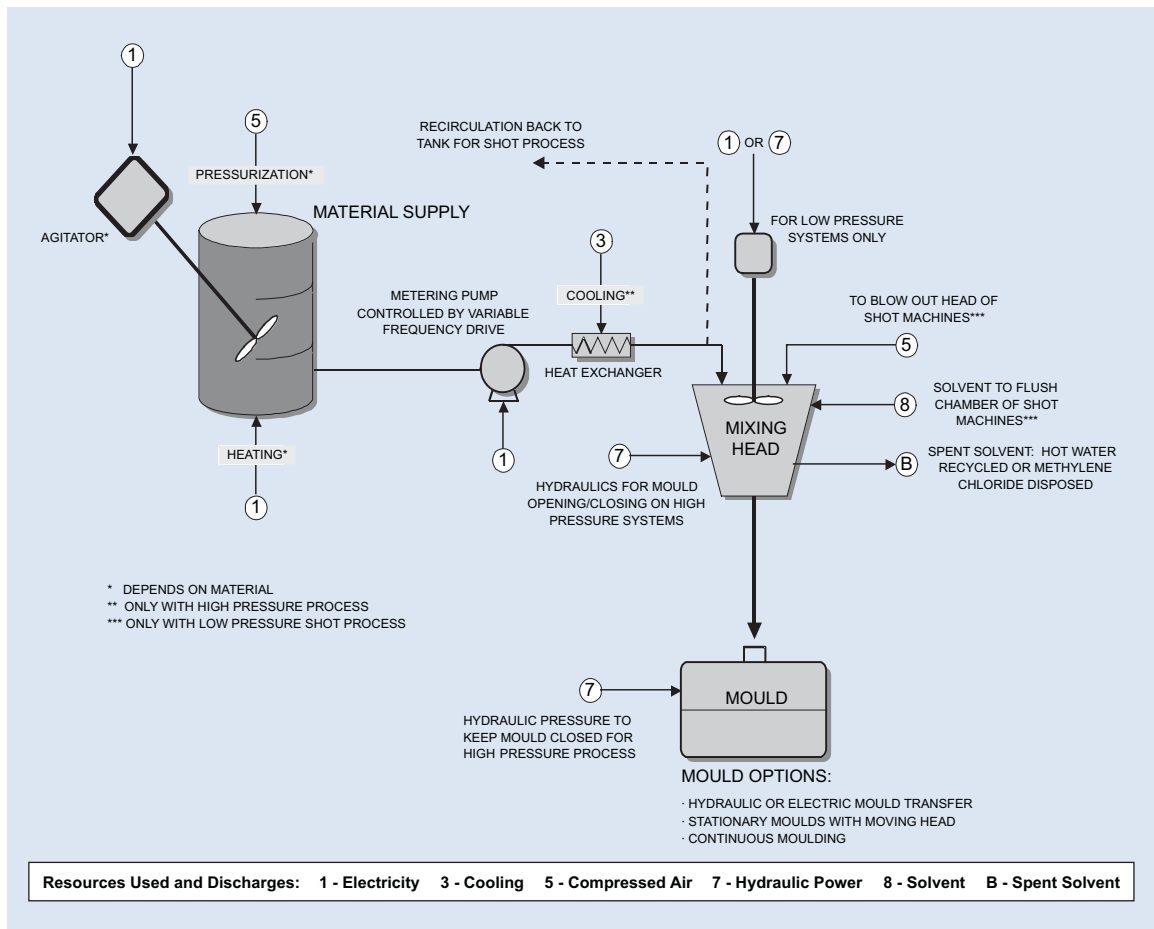 1
5
PRESSURIZATION*
AGITATOR*
MATERIAL SUPPLY
HEATING*
1
RECIRCULATION BACK TO
TANK FOR SHOT PROCESS
1 OR 7
FOR LOW PRESSURE
SYSTEMS ONLY
3
COOLING**
METERING PUMP
CONTROLLED BY VARIABLE
FREQUENCY DRIVE
HEAT EXCHANGER
1
TO BLOW OUT HEAD OF
SHOT MACHINES***
5
8
SOLVENT TO FLUSH
CHAMBER OF SHOT
MACHINES***
MIXING
HEAD
B
SPENT SOLVENT: HOT WATER
RECYCLED OR METHYLENE
CHLORIDE DISPOSED
7
HYDRAULICS FOR MOULD
OPENING/CLOSING ON HIGH
PRESSURE SYSTEMS
* DEPENDS ON MATERIAL
** ONLY WITH HIGH PRESSURE PROCESS
*** ONLY WITH LOW PRESSURE SHOT PROCESS
7
HYDRAULIC PRESSURE TO
KEEP MOULD CLOSED FOR
HIGH PRESSURE PROCESS
MOULD
MOULD OPTIONS:
· HYDRAULIC OR ELECTRIC MOULD TRANSFER
· STATIONARY MOULDS WITH MOVING HEAD
· CONTINUOUS MOULDING
Resources Used and Discharges: 1 - Electricity 3 - Cooling 5 - Compressed Air 7 - Hydraulic Power 8 - Solvent B - Spent Solvent